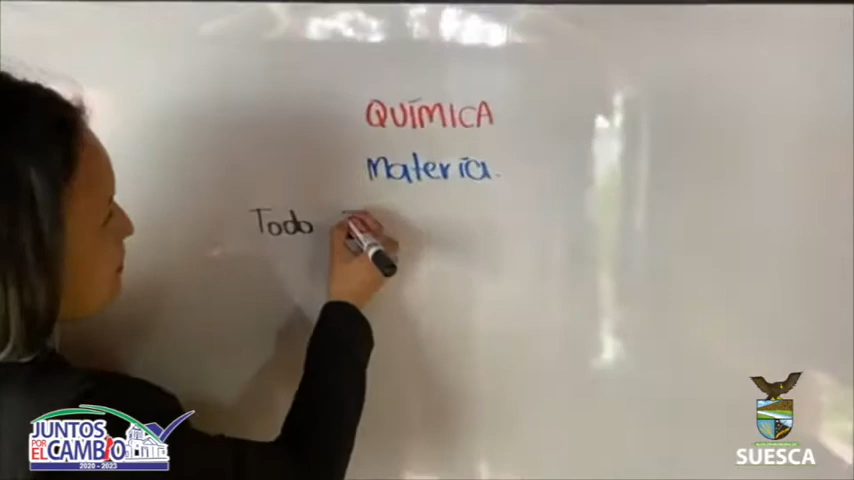 QUÍMICA
Materia.
Todo
JUNTOS
POR EL CAMBIO
2020 - 2023
SUESCA